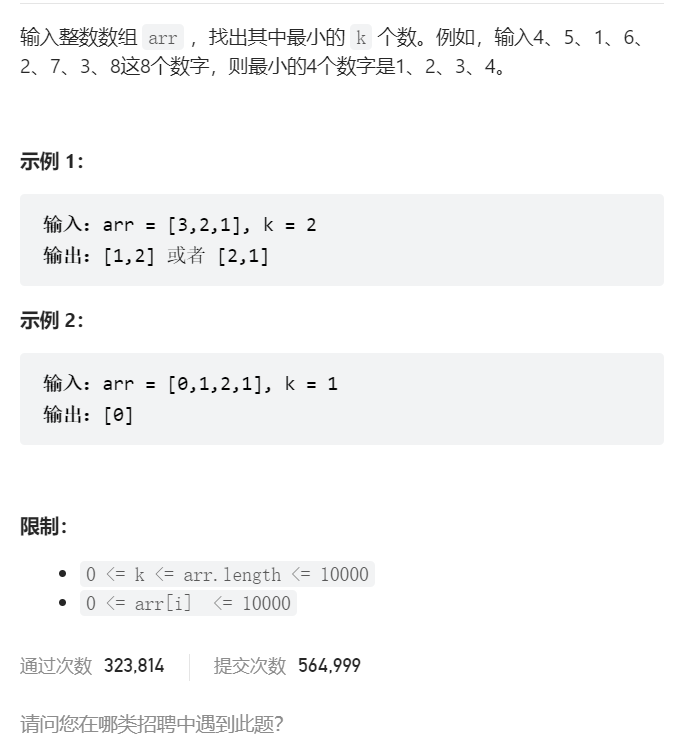 输入整数数组 arr ，找出其中最小的 k 个数。例如，输入4、5、1、6、
2、7、3、8这8个数字，则最小的4个数字是1、2、3、4。
示例 1：
输入：arr = [3,2,1], k = 2
输出：[1,2] 或者 [2,1]
示例 2：
输入：arr = [0,1,2,1], k = 1
输出：[0]
限制：
0 <= k <= arr.length <= 10000
0 <= arr[i]  <= 10000
通过次数 323,814 提交次数 564,999
请问您在哪类招聘中遇到此题？